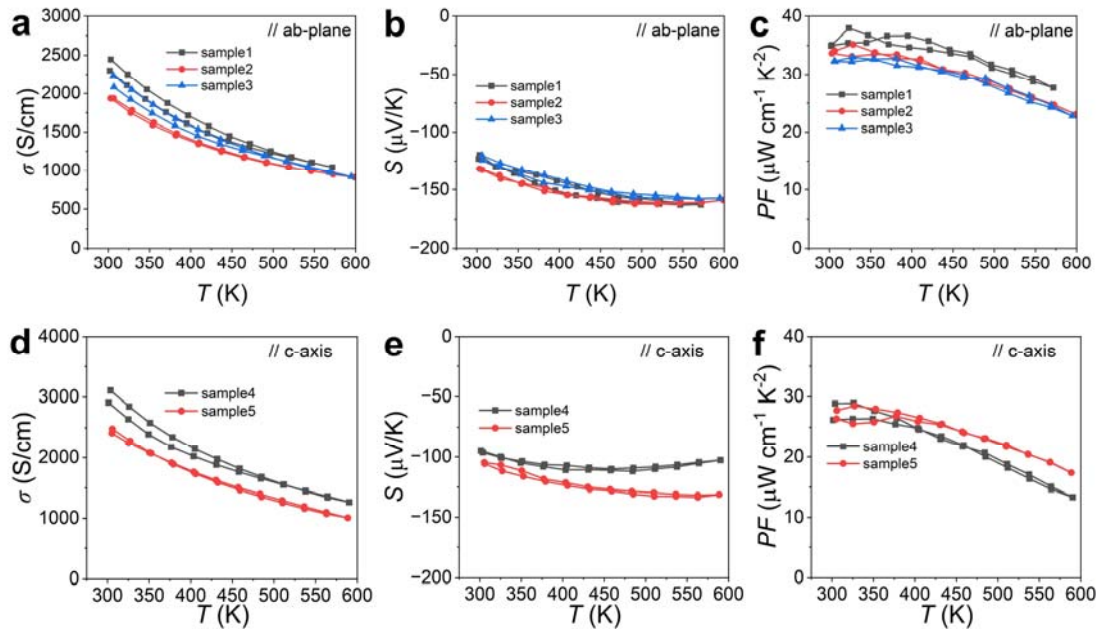 a
// ab-plane
sample1
sample2
sample3
σ (S/cm)
3000
2500
2000
1500
1000
500
0
300 350 400 450 500 550 600
T (K)
b
// ab-plane
sample1
sample2
sample3
S (μV/K)
0
−50
−100
−150
−200
300 350 400 450 500 550 600
T (K)
c
// ab-plane
sample1
sample2
sample3
PF (μW cm⁻¹ K⁻²)
40
30
20
10
0
300 350 400 450 500 550 600
T (K)
d
// c-axis
sample4
sample5
σ (S/cm)
4000
3000
2000
1000
0
300 350 400 450 500 550 600
T (K)
e
// c-axis
sample4
sample5
S (μV/K)
0
−50
−100
−150
−200
300 350 400 450 500 550 600
T (K)
f
// c-axis
sample4
sample5
PF (μW cm⁻¹ K⁻²)
40
30
20
10
0
300 350 400 450 500 550 600
T (K)